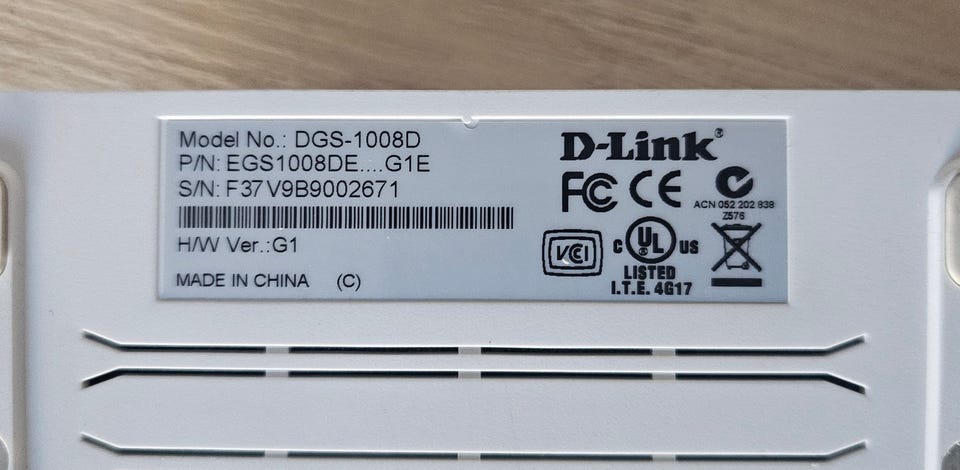 Model No.: DGS-1008D
P/N: EGS1008DE....G1E
S/N: F37V9B9002671
H/W Ver.:G1
MADE IN CHINA (C)
D-Link®
FC CE
ACN 052 202 838
Z576
VCI
C UL® US
LISTED
I.T.E. 4G17